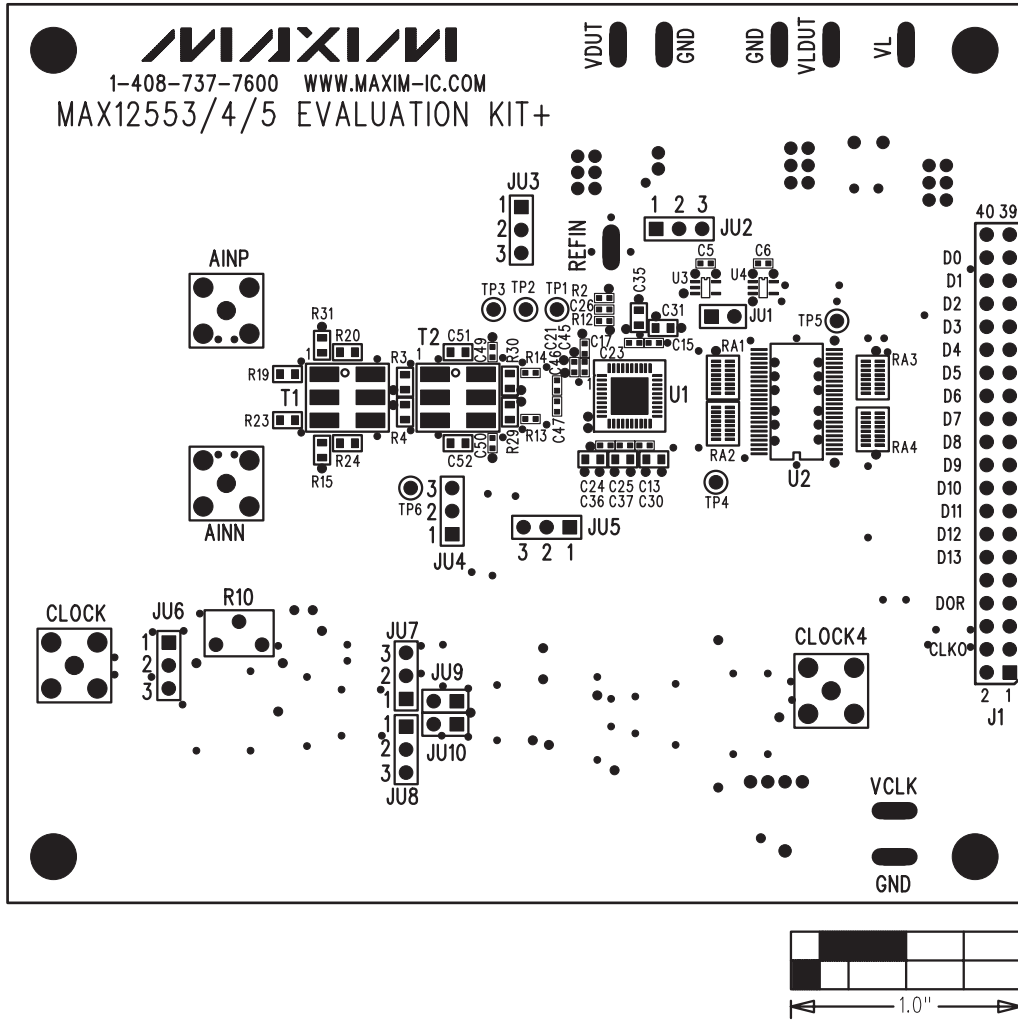 MAXIM
1-408-737-7600 WWW.MAXIM-IC.COM
MAX12553/4/5 EVALUATION KIT+
VDUT
GND
GND
VLDUT
VL
JU3
1
2
3
REFIN
1 2 3
JU2
40 39
AINP
TP3
TP2
TP1
R2
C26
R12
C35
C31
C5
C6
U3
U4
JU1
TP5
D0
D1
D2
D3
D4
D5
D6
D7
D8
D9
D10
D11
D12
D13
DOR
CLKO
2 1
J1
R31
R20
R19
1
T1
R23
R24
R15
R3
R4
T2
1
C51
C49
R30
R14
C52
C50
R29
R13
C46
C21
C45
C47
C17
C23
C15
1
U1
RA1
RA2
RA3
RA4
U2
C24 C25 C13
C36 C37 C30
TP4
AINN
TP6
3
2
1
JU4
JU5
3 2 1
CLOCK
JU6
1
2
3
R10
JU7
3
2
1
JU9
1
2
3
JU10
JU8
CLOCK4
VCLK
GND
1.0"